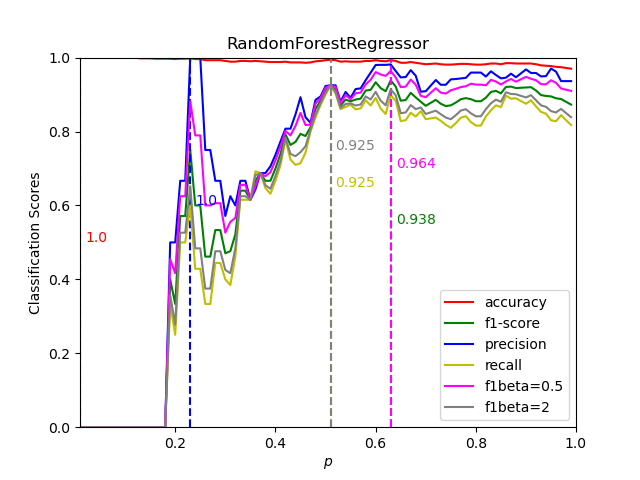 RandomForestRegressor
Classification Scores
1.0
0.8
0.6
0.4
0.2
0.0
1.0
1.0
0.925
0.925
0.964
0.938
accuracy
f1-score
precision
recall
f1beta=0.5
f1beta=2
0.2 0.4 0.6 0.8 1.0
p